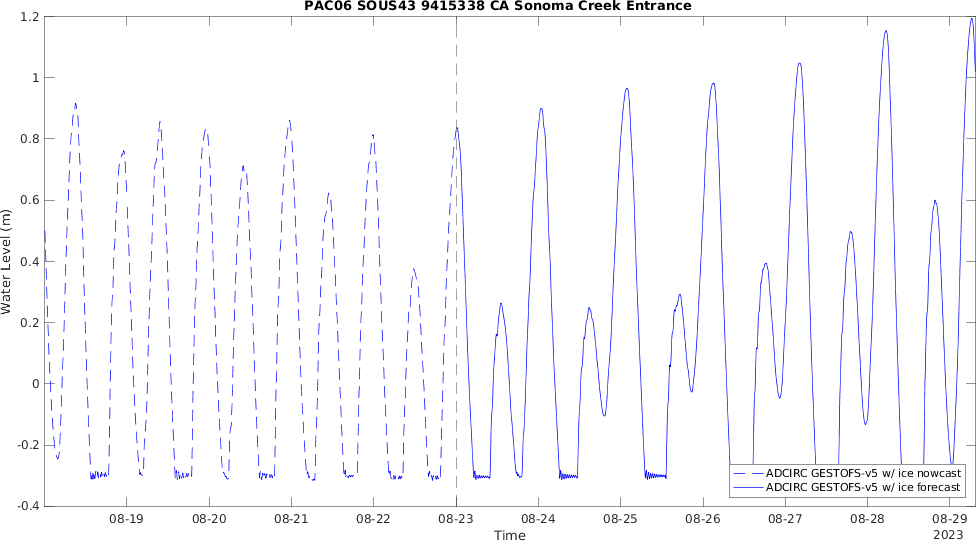 PAC06 SOUS43 9415338 CA Sonoma Creek Entrance
1.2
1
0.8
0.6
0.4
0.2
0
-0.2
-0.4
Water Level (m)
ADCIRC GESTOFS-v5 w/ ice nowcast
ADCIRC GESTOFS-v5 w/ ice forecast
08-19 08-20 08-21 08-22 08-23 08-24 08-25 08-26 08-27 08-28 08-29
Time
2023